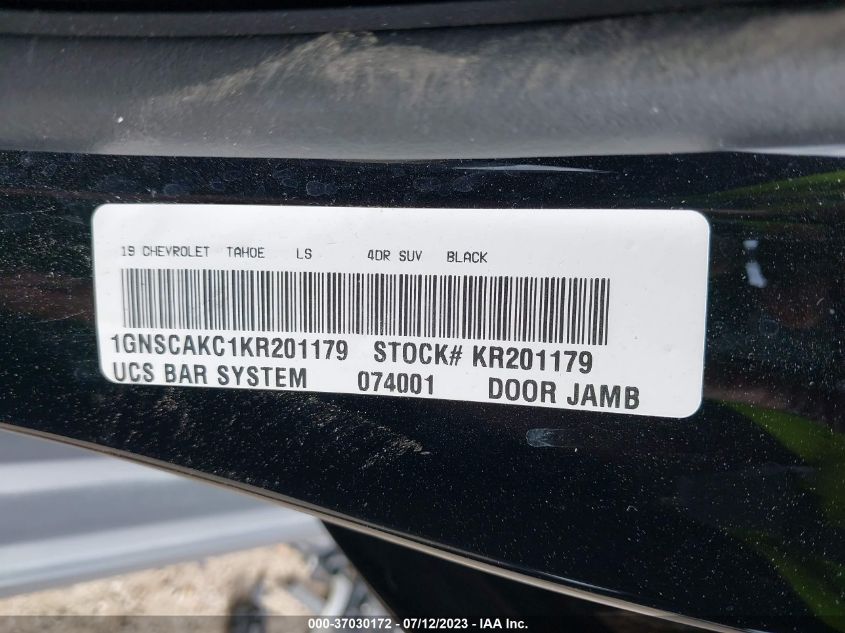 19 CHEVROLET TAHOE LS 4DR SUV BLACK
1GNSCAKC1KR201179 STOCK# KR201179
UCS BAR SYSTEM 074001 DOOR JAMB
000-37030172 - 07/12/2023 - IAA Inc.